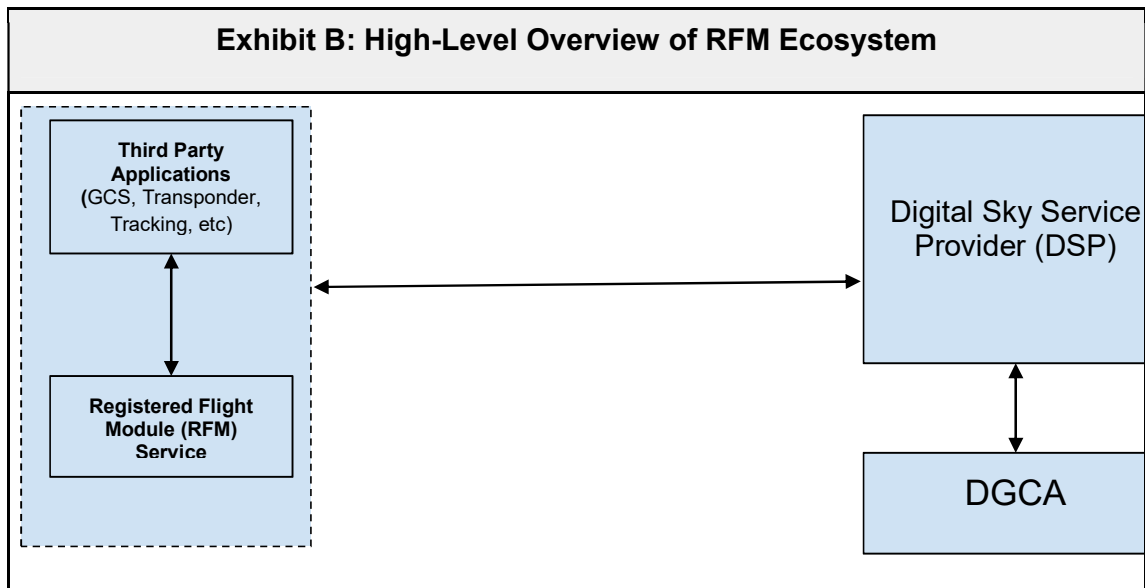 Exhibit B: High-Level Overview of RFM Ecosystem
Third Party
Applications
(GCS, Transponder,
Tracking, etc)
Registered Flight
Module (RFM)
Service
Digital Sky Service
Provider (DSP)
DGCA